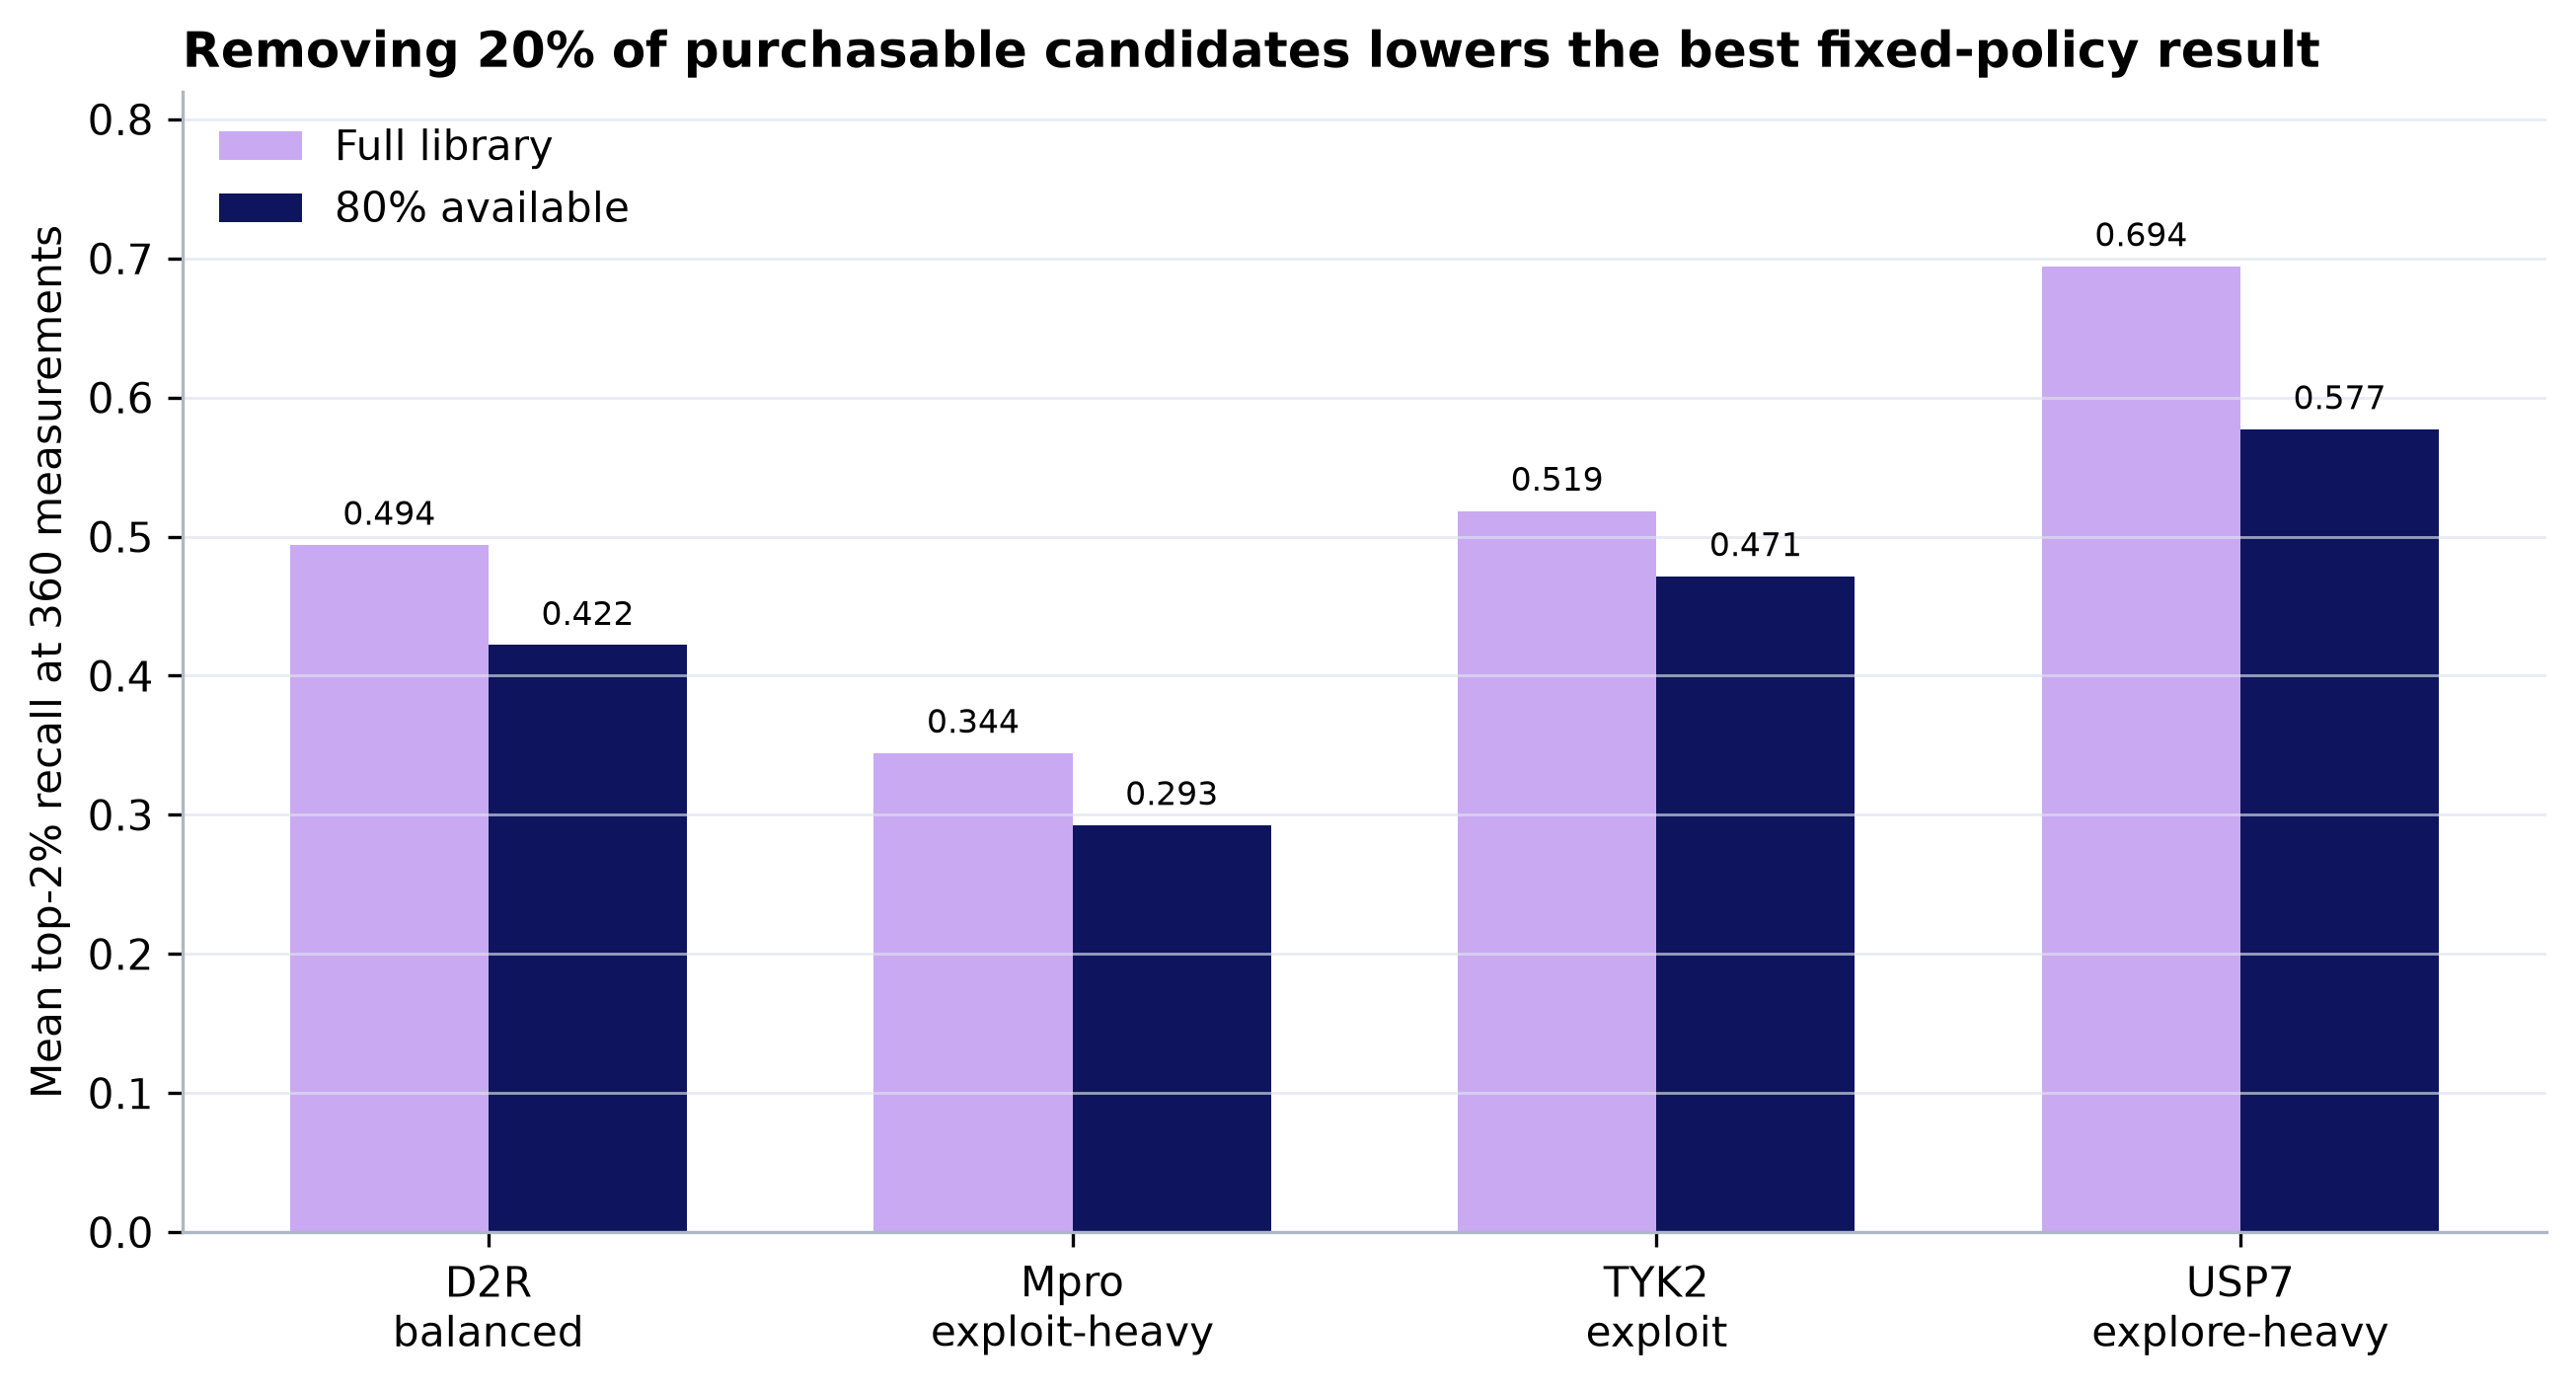 Removing 20% of purchasable candidates lowers the best fixed-policy result
Mean top-2% recall at 360 measurements
0.8
0.7
0.6
0.5
0.4
0.3
0.2
0.1
0.0
Full library
80% available
0.494
0.422
0.344
0.293
0.519
0.471
0.694
0.577
D2R
balanced
Mpro
exploit-heavy
TYK2
exploit
USP7
explore-heavy